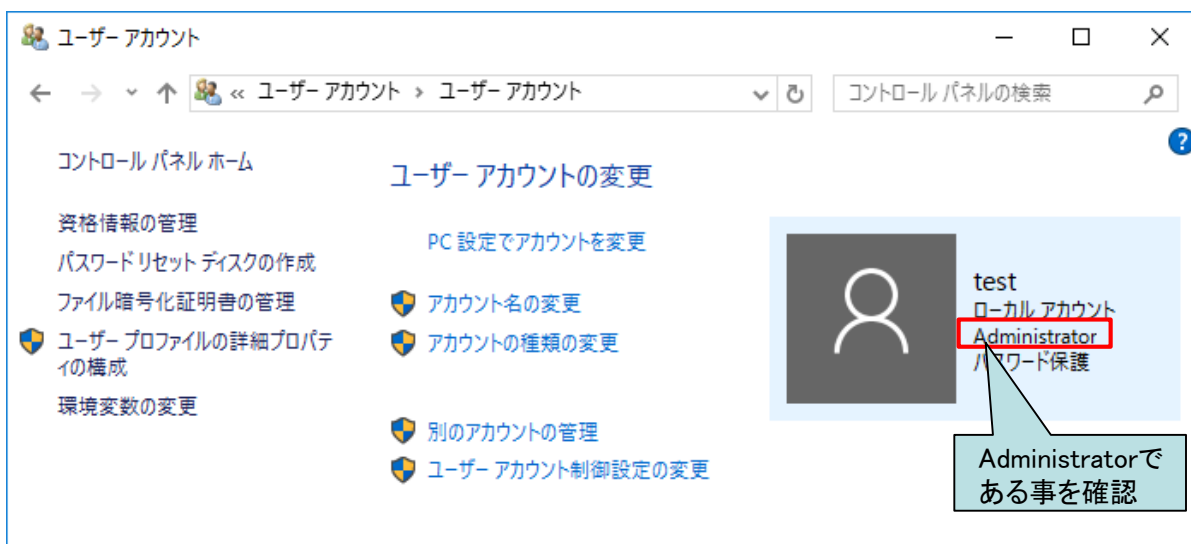 ユーザー アカウント
« ユーザー アカウント › ユーザー アカウント
コントロール パネルの検索
?
コントロール パネル ホーム
資格情報の管理
パスワード リセット ディスクの作成
ファイル暗号化証明書の管理
ユーザー プロファイルの詳細プロパテ
ィの構成
環境変数の変更
ユーザー アカウントの変更
PC 設定でアカウントを変更
アカウント名の変更
アカウントの種類の変更
別のアカウントの管理
ユーザー アカウント制御設定の変更
test
ローカル アカウント
Administrator
パスワード保護
Administratorで
ある事を確認